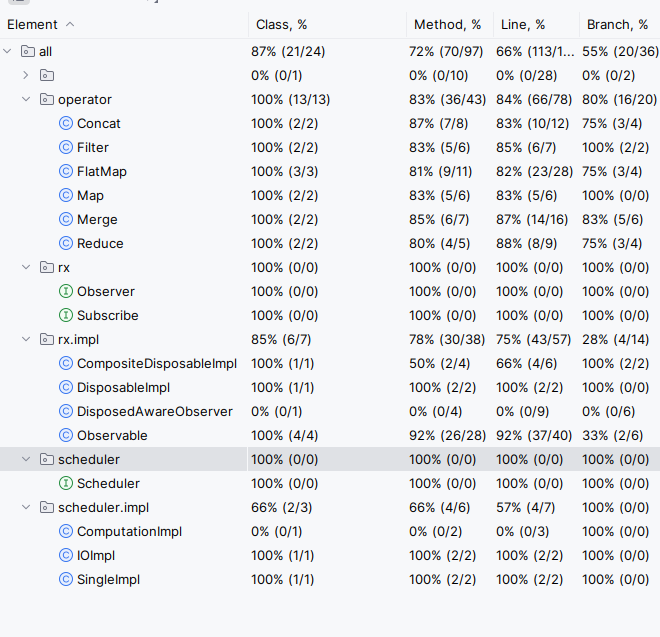 Element Class, % Method, % Line, % Branch, %
all 87% (21/24) 72% (70/97) 66% (113/1... 55% (20/36)
0% (0/1) 0% (0/10) 0% (0/28) 0% (0/2)
operator 100% (13/13) 83% (36/43) 84% (66/78) 80% (16/20)
Concat 100% (2/2) 87% (7/8) 83% (10/12) 75% (3/4)
Filter 100% (2/2) 83% (5/6) 85% (6/7) 100% (2/2)
FlatMap 100% (3/3) 81% (9/11) 82% (23/28) 75% (3/4)
Map 100% (2/2) 83% (5/6) 83% (5/6) 100% (0/0)
Merge 100% (2/2) 85% (6/7) 87% (14/16) 83% (5/6)
Reduce 100% (2/2) 80% (4/5) 88% (8/9) 75% (3/4)
rx 100% (0/0) 100% (0/0) 100% (0/0) 100% (0/0)
Observer 100% (0/0) 100% (0/0) 100% (0/0) 100% (0/0)
Subscribe 100% (0/0) 100% (0/0) 100% (0/0) 100% (0/0)
rx.impl 85% (6/7) 78% (30/38) 75% (43/57) 28% (4/14)
CompositeDisposableImpl 100% (1/1) 50% (2/4) 66% (4/6) 100% (2/2)
DisposableImpl 100% (1/1) 100% (2/2) 100% (2/2) 100% (0/0)
DisposedAwareObserver 0% (0/1) 0% (0/4) 0% (0/9) 0% (0/6)
Observable 100% (4/4) 92% (26/28) 92% (37/40) 33% (2/6)
scheduler 100% (0/0) 100% (0/0) 100% (0/0) 100% (0/0)
Scheduler 100% (0/0) 100% (0/0) 100% (0/0) 100% (0/0)
scheduler.impl 66% (2/3) 66% (4/6) 57% (4/7) 100% (0/0)
ComputationImpl 0% (0/1) 0% (0/2) 0% (0/3) 100% (0/0)
IOImpl 100% (1/1) 100% (2/2) 100% (2/2) 100% (0/0)
SingleImpl 100% (1/1) 100% (2/2) 100% (2/2) 100% (0/0)